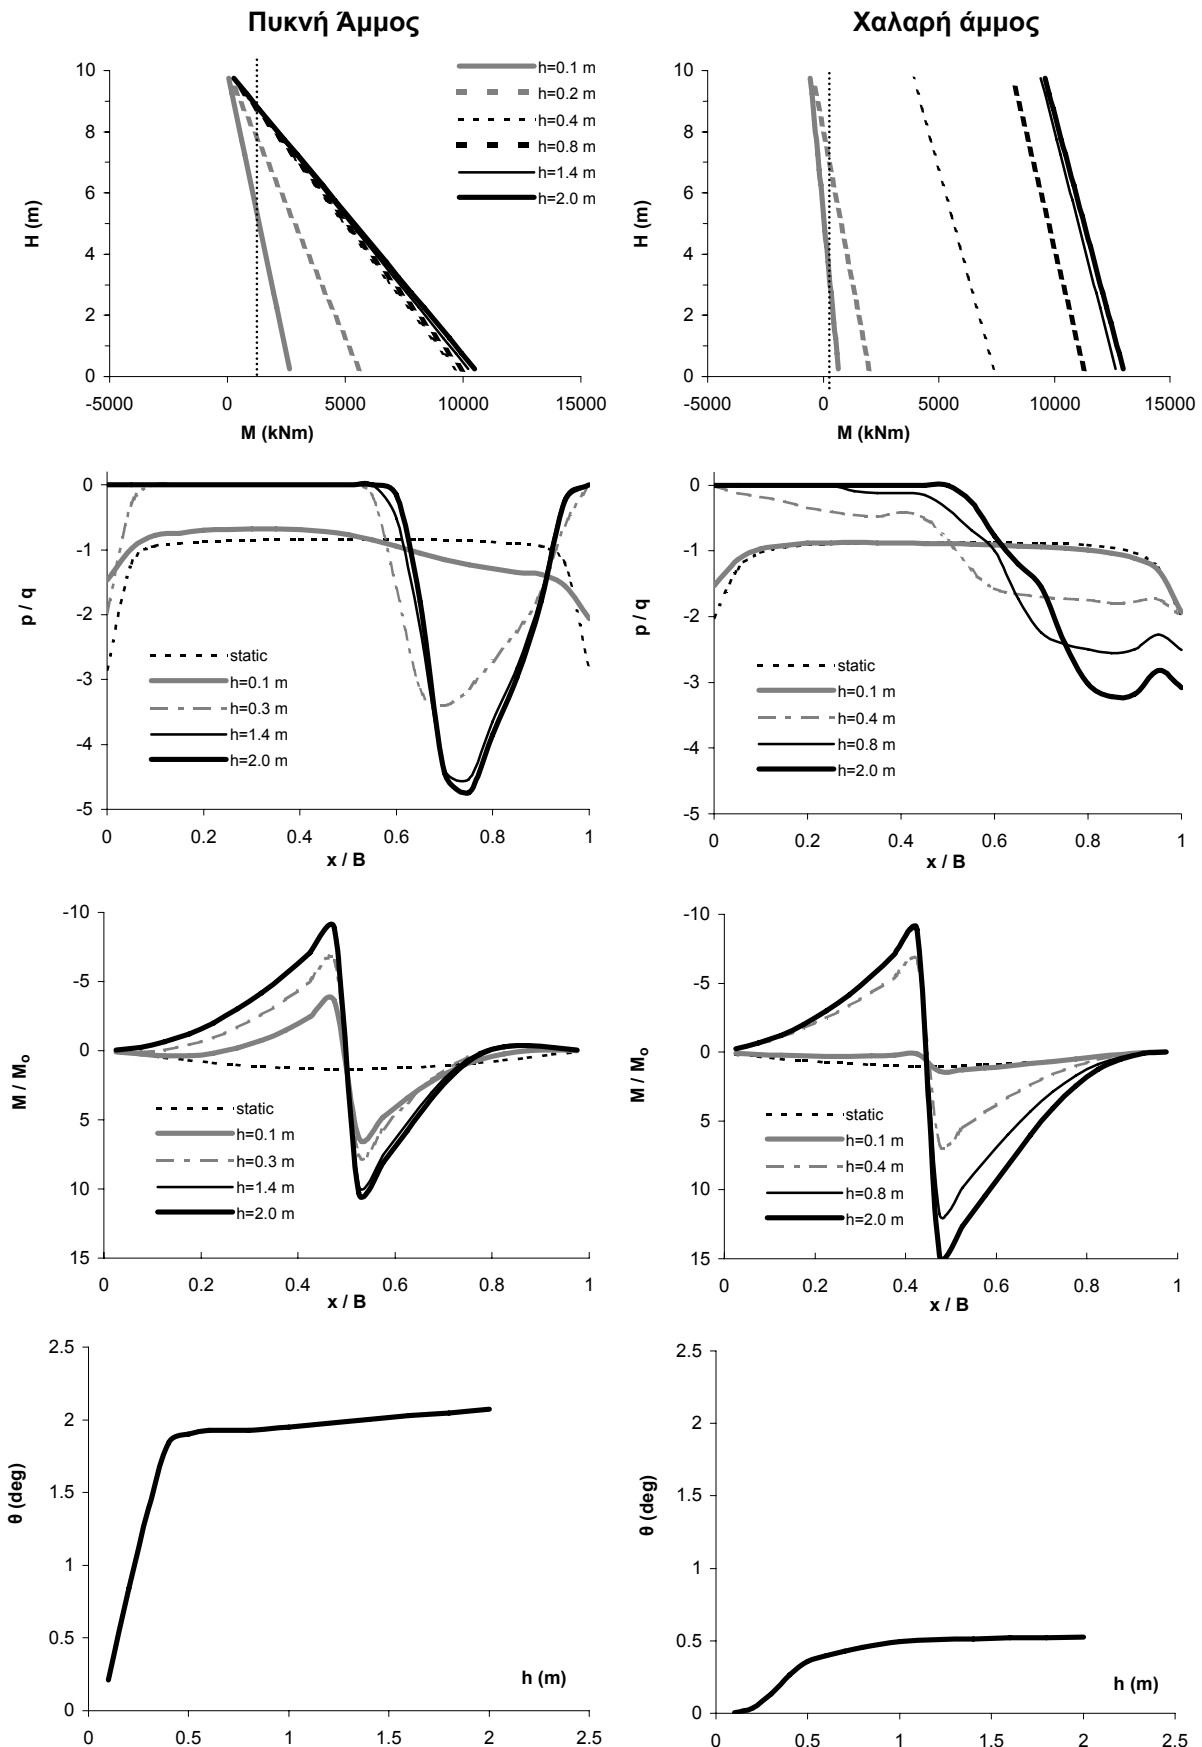 Πυκνή Άμμος
Χαλαρή άμμος
10
8
6
4
2
0
H (m)
-5000
0
5000
10000
15000
M (kNm)
h=0.1 m
h=0.2 m
h=0.4 m
h=0.8 m
h=1.4 m
h=2.0 m
10
8
6
4
2
0
H (m)
-5000
0
5000
10000
15000
M (kNm)
0
-1
-2
-3
-4
-5
p / q
static
h=0.1 m
h=0.3 m
h=1.4 m
h=2.0 m
0
0.2
0.4
0.6
0.8
1
x / B
0
-1
-2
-3
-4
-5
p / q
static
h=0.1 m
h=0.4 m
h=0.8 m
h=2.0 m
0
0.2
0.4
0.6
0.8
1
x / B
-10
-5
0
5
10
15
M / Mo
static
h=0.1 m
h=0.3 m
h=1.4 m
h=2.0 m
0
0.2
0.4
0.6
0.8
1
x / B
-10
-5
0
5
10
15
M / Mo
static
h=0.1 m
h=0.4 m
h=0.8 m
h=2.0 m
0
0.2
0.4
0.6
0.8
1
x / B
2.5
2
1.5
1
0.5
0
θ (deg)
h (m)
0
0.5
1
1.5
2
2.5
2.5
2
1.5
1
0.5
0
θ (deg)
h (m)
0
0.5
1
1.5
2
2.5